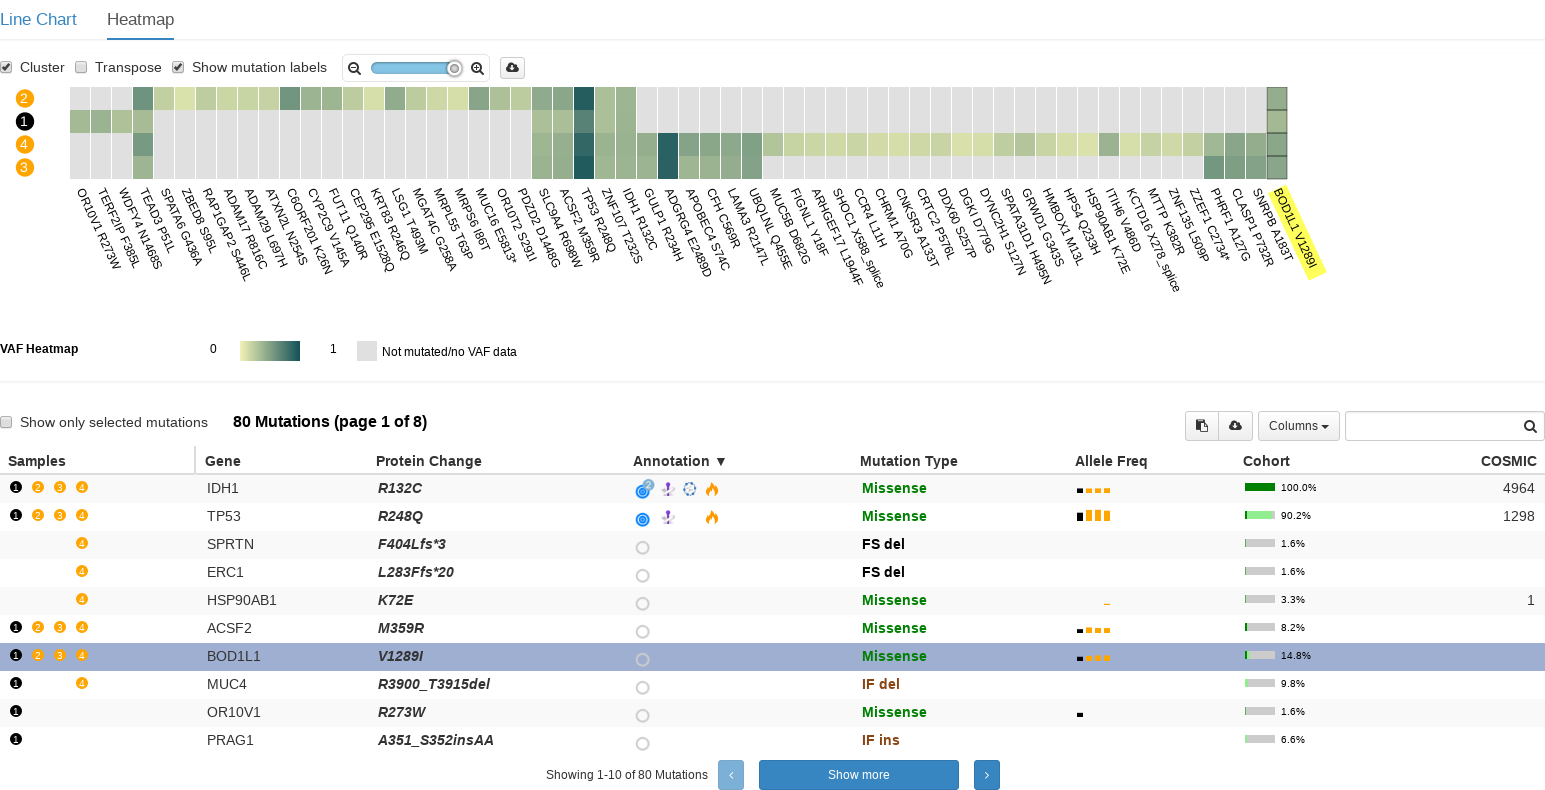 Line Chart Heatmap
Cluster Transpose Show mutation labels
2
1
4
3
OR10V1 R273W
TERF2IP F385L
WDFY4 N1468S
TEAD3 P51L
SPATA6 G436A
ZBED8 S95L
RAP1GAP2 S446L
ADAM17 R816C
ADAM29 L697H
ATXN2L N254S
C6ORF201 K26N
CYP2C9 V145A
FUT11 Q140R
CEP295 E1528Q
KRT83 R246Q
LSG1 T493M
MGAT4C G258A
MRPL55 T63P
MRPS6 I86T
MUC16 E5813*
OR10T2 S291I
PDZD2 D1448G
SLC9A4 R698W
ACSF2 M359R
TP53 R248Q
ZNF107 T232S
IDH1 R132C
GULP1 R234H
ADGRG4 E2489D
APOBEC4 S74C
CFH C569R
LAMA3 R2147L
UBQLNL Q455E
MUC5B D682G
FIGNL1 Y18F
ARHGEF17 L1944F
SHOC1 X588_splice
CCR4 L11H
CHRM1 A70G
CNKSR3 A133T
CRTC2 P576L
DDX60 S257P
DGKI D779G
DYNC2H1 S127N
SPATA31D1 H495N
GRWD1 G343S
HMBOX1 M13L
HPS4 Q233H
HSP90AB1 K72E
ITIH6 V486D
KCTD16 X278_splice
MTTP K382R
ZNF135 L509P
ZZEF1 C2734*
PHRF1 A127G
CLASP1 P732R
SNRPB A183T
BOD1L1 V1289I
VAF Heatmap 0 1 Not mutated/no VAF data
Show only selected mutations 80 Mutations (page 1 of 8) Columns
Samples Gene Protein Change Annotation ▼ Mutation Type Allele Freq Cohort COSMIC
1 2 3 4 IDH1 R132C 2 Missense 100.0% 4964
1 2 3 4 TP53 R248Q Missense 90.2% 1298
4 SPRTN F404Lfs*3 FS del 1.6%
4 ERC1 L283Ffs*20 FS del 1.6%
4 HSP90AB1 K72E Missense 3.3% 1
1 2 3 4 ACSF2 M359R Missense 8.2%
1 2 3 4 BOD1L1 V1289I Missense 14.8%
1 4 MUC4 R3900_T3915del IF del 9.8%
1 OR10V1 R273W Missense 1.6%
1 PRAG1 A351_S352insAA IF ins 6.6%
Showing 1-10 of 80 Mutations ‹ Show more ›